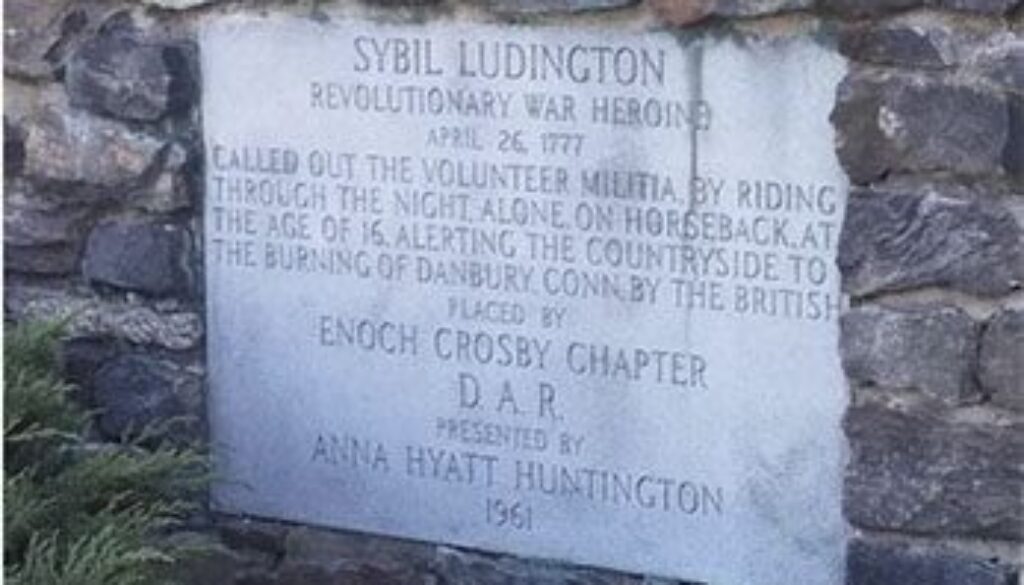 SYBIL LUDINGTON
REVOLUTIONARY WAR HEROINE
APRIL 26, 1777
CALLED OUT THE VOLUNTEER MILITIA, BY RIDING
THROUGH THE NIGHT, ALONE, ON HORSEBACK, AT
THE AGE OF 16, ALERTING THE COUNTRYSIDE TO
THE BURNING OF DANBURY, CONN. BY THE BRITISH
PLACED BY
ENOCH CROSBY CHAPTER
D. A. R.
PRESENTED BY
ANNA HYATT HUNTINGTON
1961